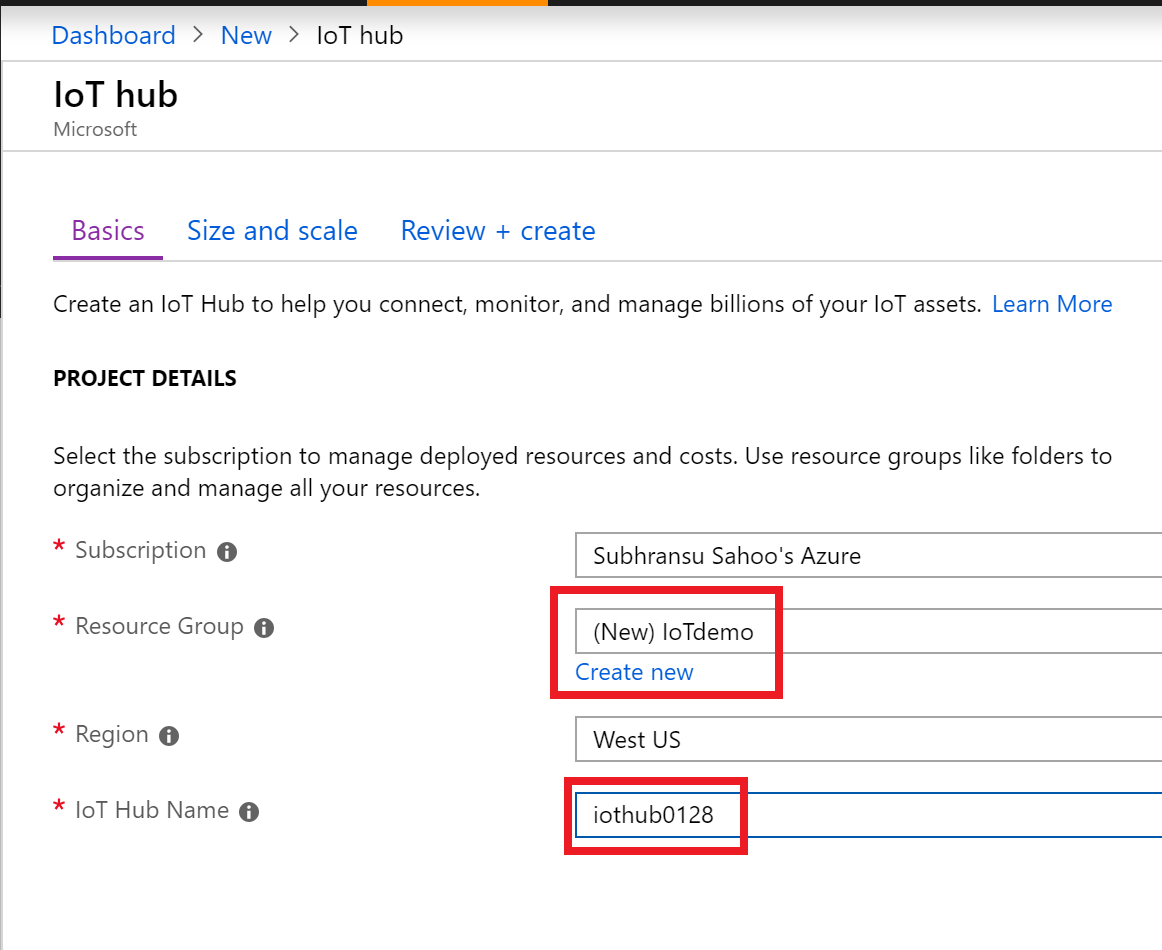 Dashboard > New > IoT hub
IoT hub
Microsoft
Basics Size and scale Review + create
Create an IoT Hub to help you connect, monitor, and manage billions of your IoT assets. Learn More
PROJECT DETAILS
Select the subscription to manage deployed resources and costs. Use resource groups like folders to
organize and manage all your resources.
* Subscription Subhransu Sahoo's Azure
* Resource Group (New) IoTdemo
Create new
* Region West US
* IoT Hub Name iothub0128